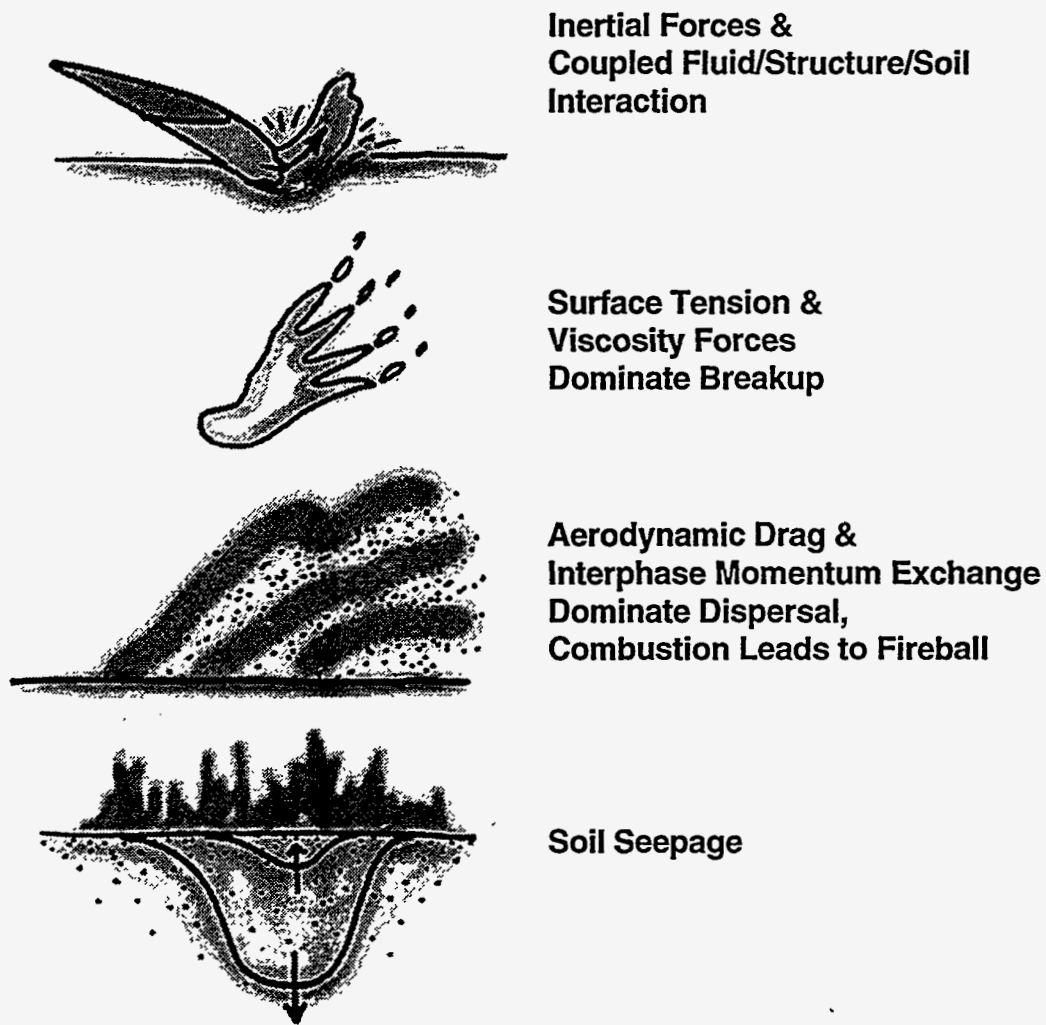 Inertial Forces &
Coupled Fluid/Structure/Soil
Interaction
Surface Tension &
Viscosity Forces
Dominate Breakup
Aerodynamic Drag &
Interphase Momentum Exchange
Dominate Dispersal,
Combustion Leads to Fireball
Soil Seepage